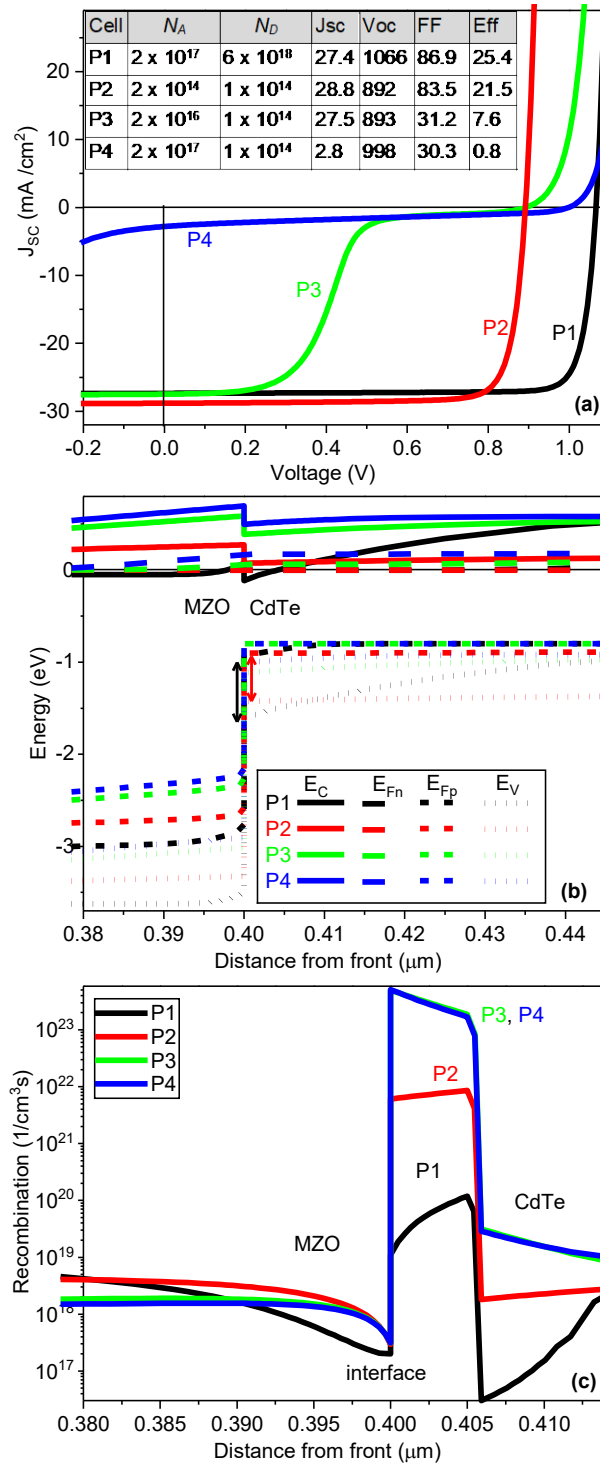 Cell N_A N_D Jsc Voc FF Eff
P1 2 x 10^17 6 x 10^18 27.4 1066 86.9 25.4
P2 2 x 10^14 1 x 10^14 28.8 892 83.5 21.5
P3 2 x 10^16 1 x 10^14 27.5 893 31.2 7.6
P4 2 x 10^17 1 x 10^14 2.8 998 30.3 0.8
J_SC (mA /cm²)
20
10
0
-10
-20
-30
P4
P3
P2
P1
(a)
-0.2 0.0 0.2 0.4 0.6 0.8 1.0
Voltage (V)
Energy (eV)
0
-1
-2
-3
MZO CdTe
E_C E_Fn E_Fp E_V
P1
P2
P3
P4
(b)
0.38 0.39 0.40 0.41 0.42 0.43 0.44
Distance from front (μm)
Recombination (1/cm³s)
10^23
10^22
10^21
10^20
10^19
10^18
10^17
P1
P2
P3
P4
P3, P4
P2
P1
MZO
CdTe
interface
(c)
0.380 0.385 0.390 0.395 0.400 0.405 0.410
Distance from front (μm)